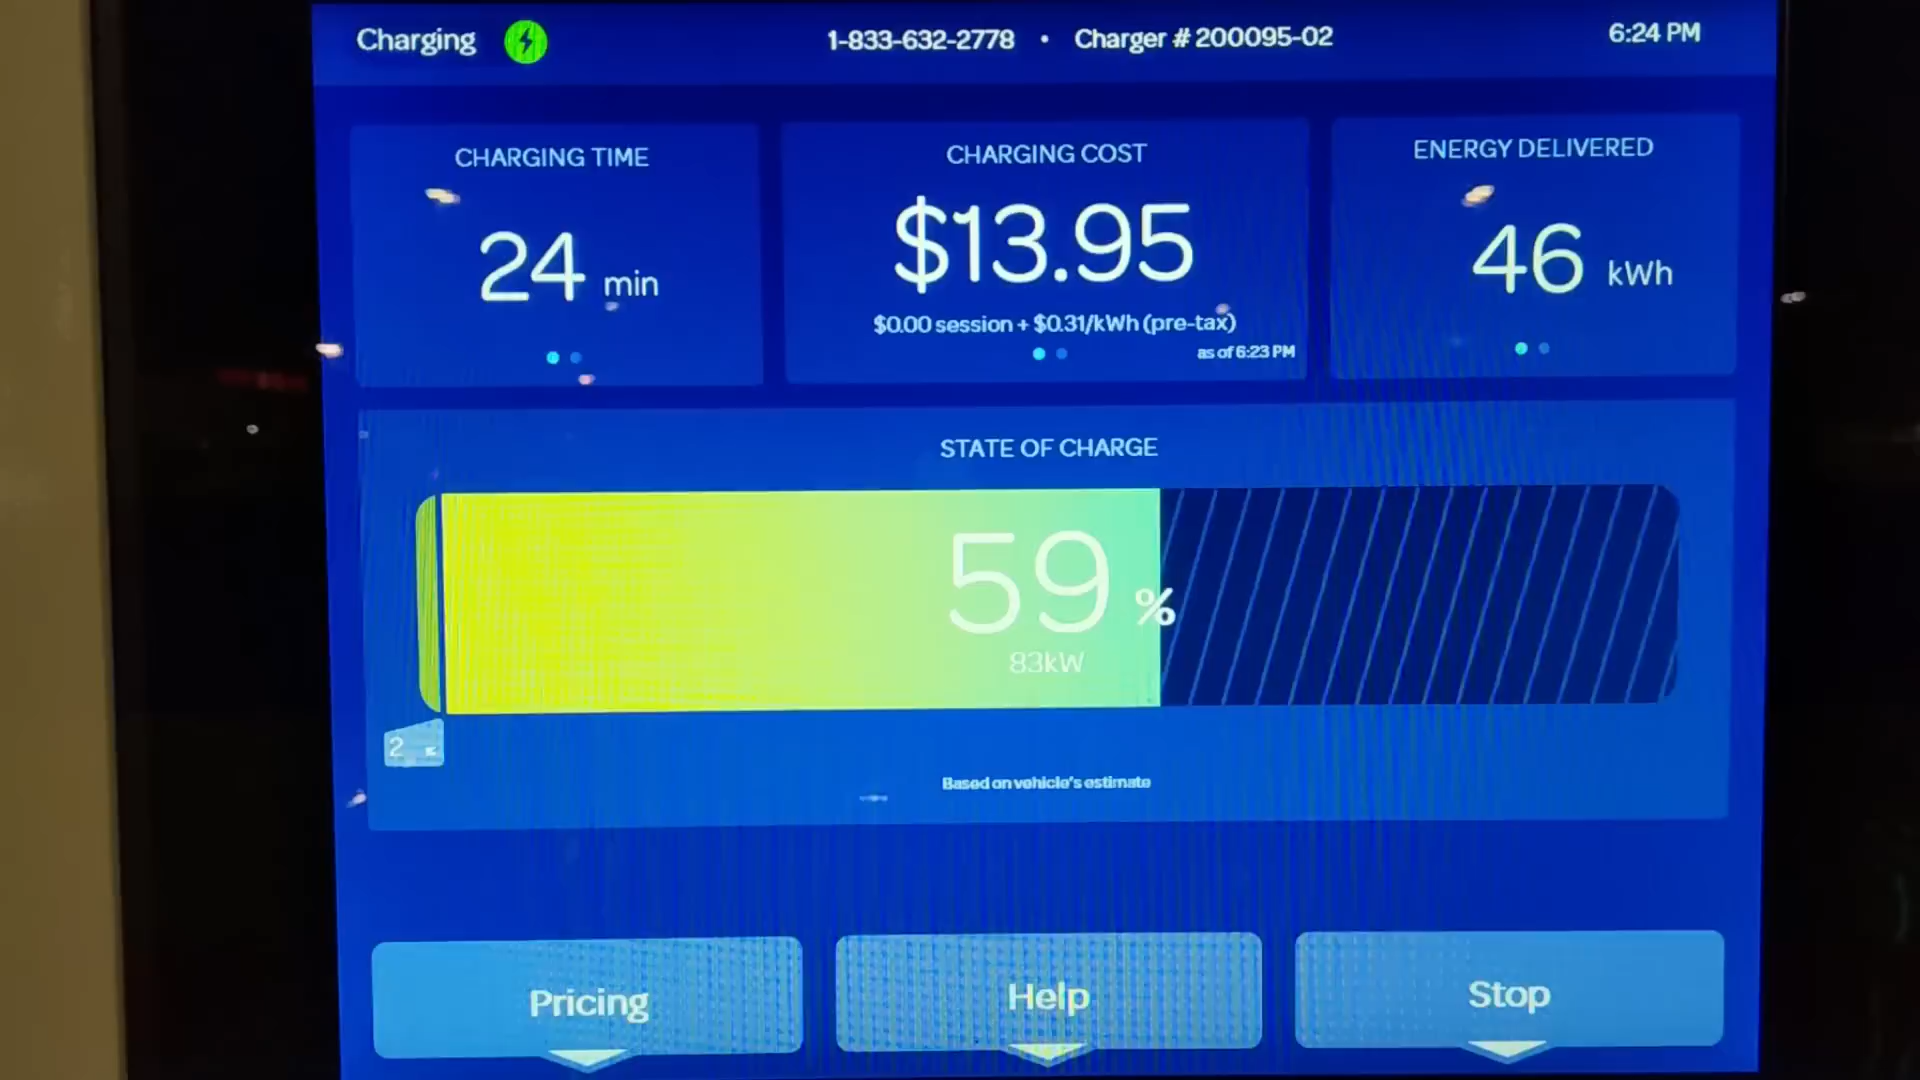 Charging
1-833-632-2778 • Charger # 200095-02
6:24 PM
CHARGING TIME
24 min
CHARGING COST
$13.95
$0.00 session + $0.31/kWh (pre-tax)
as of 6:23 PM
ENERGY DELIVERED
46 kWh
STATE OF CHARGE
59 %
83kW
2
Based on vehicle's estimate
Pricing
Help
Stop